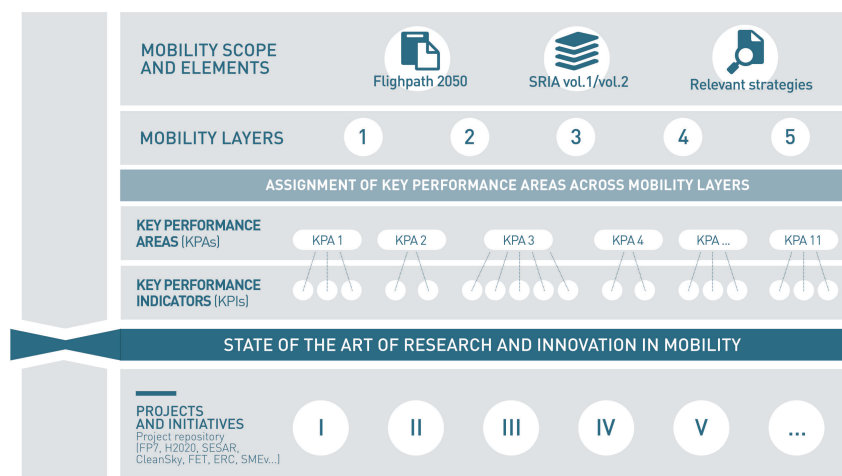 MOBILITY SCOPE
AND ELEMENTS
Flighpath 2050
SRIA vol.1/vol.2
Relevant strategies
MOBILITY LAYERS
1
2
3
4
5
ASSIGNMENT OF KEY PERFORMANCE AREAS ACROSS MOBILITY LAYERS
KEY PERFORMANCE
AREAS (KPAs)
KPA 1
KPA 2
KPA 3
KPA 4
KPA ...
KPA 11
KEY PERFORMANCE
INDICATORS (KPIs)
STATE OF THE ART OF RESEARCH AND INNOVATION IN MOBILITY
PROJECTS
AND INITIATIVES
Project repository
(FP7, H2020, SESAR,
CleanSky, FET, ERC, SMEv...)
I
II
III
IV
V
...